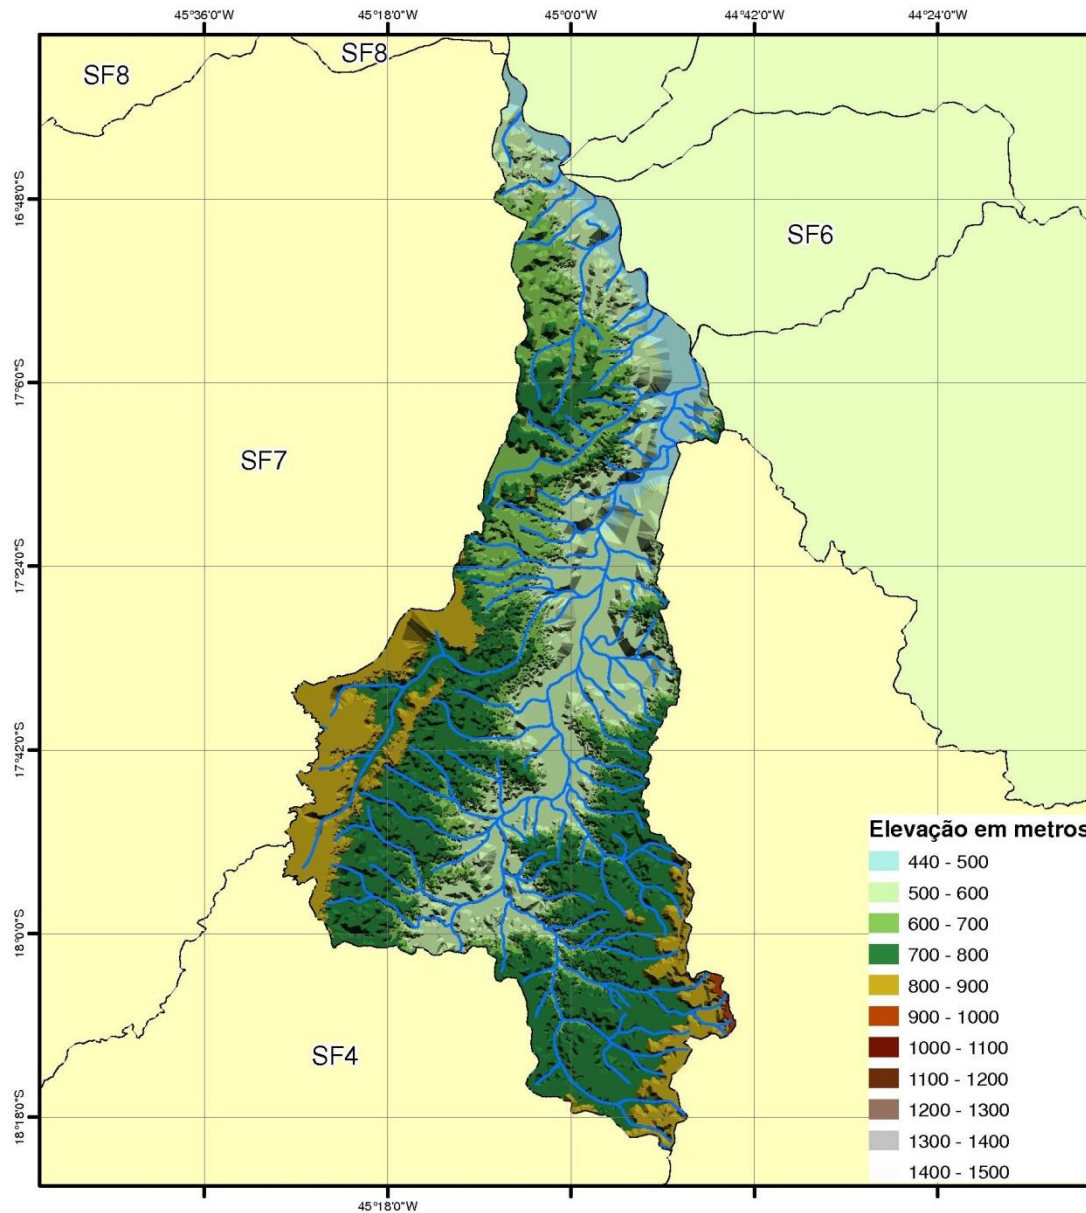 45°36'0"W
45°18'0"W
45°0'0"W
44°42'0"W
44°24'0"W
SF8
SF8
16°48'0"S
SF6
17°6'0"S
SF7
17°24'0"S
17°42'0"S
Elevação em metros
440 - 500
500 - 600
600 - 700
700 - 800
800 - 900
900 - 1000
1000 - 1100
1100 - 1200
1200 - 1300
1300 - 1400
1400 - 1500
18°0'0"S
SF4
18°18'0"S
45°18'0"W